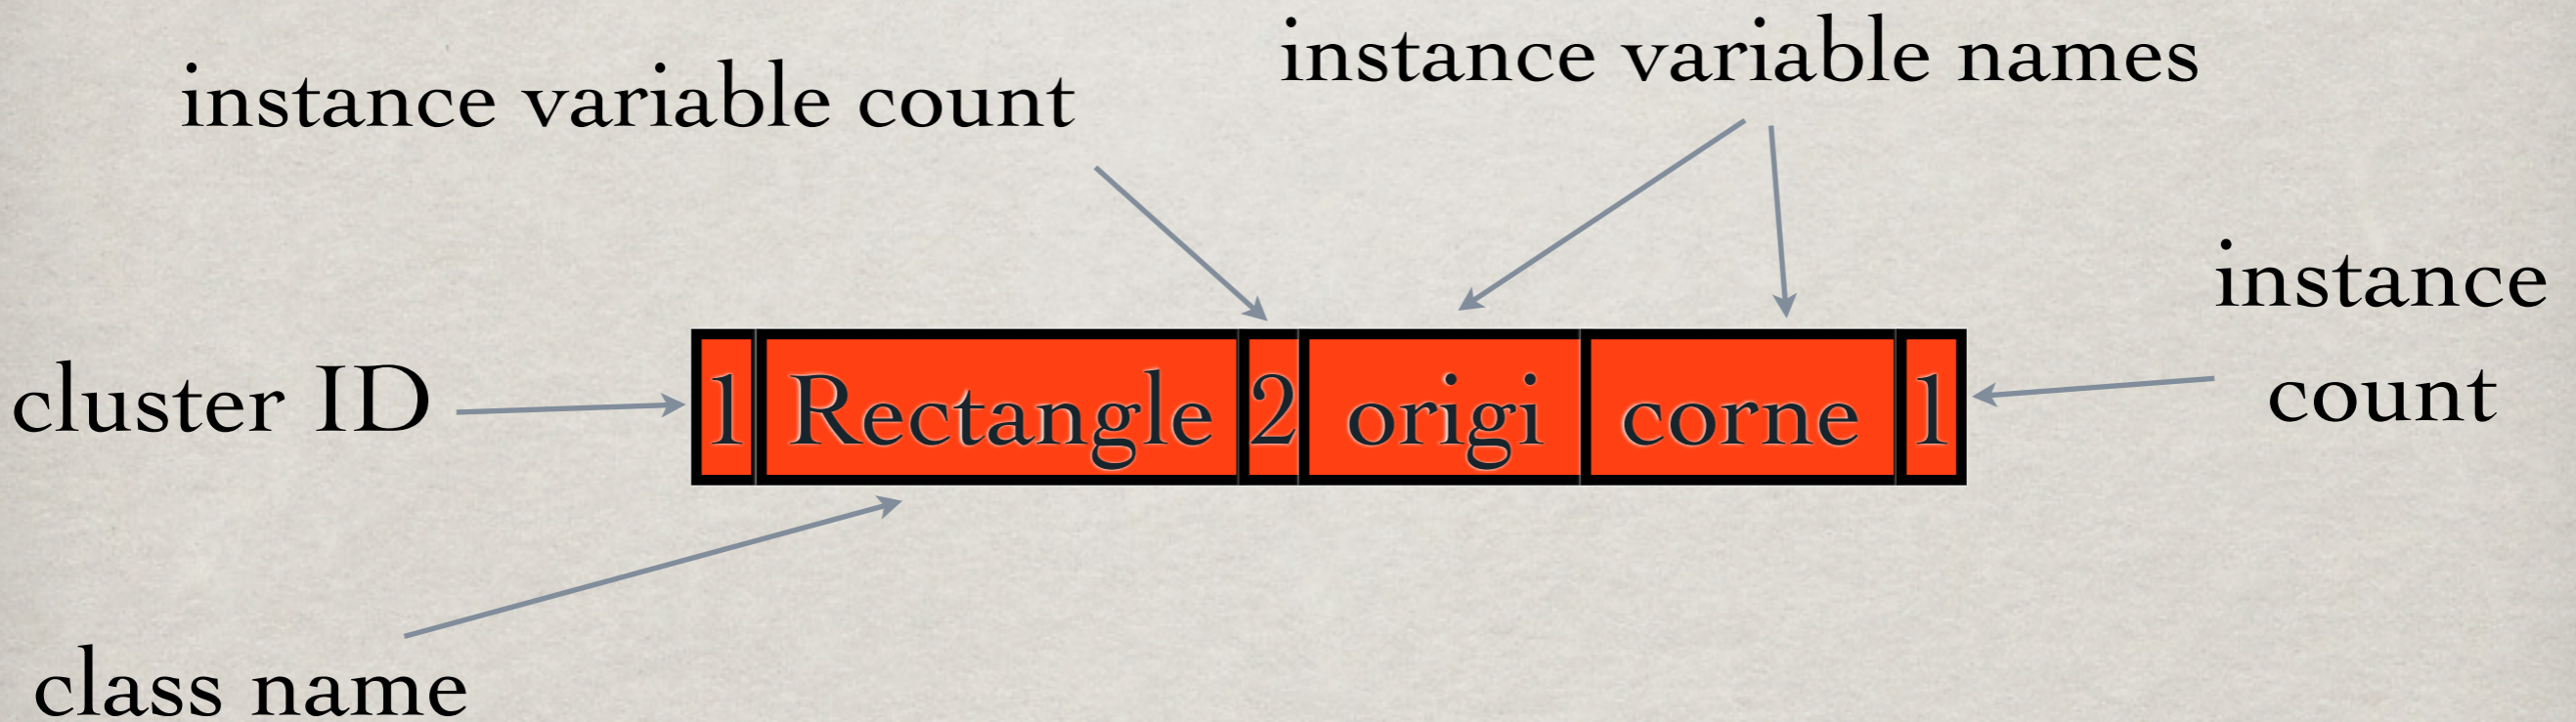 instance variable names
instance variable count
instance
count
cluster ID
1 Rectangle 2 origi corne 1
class name